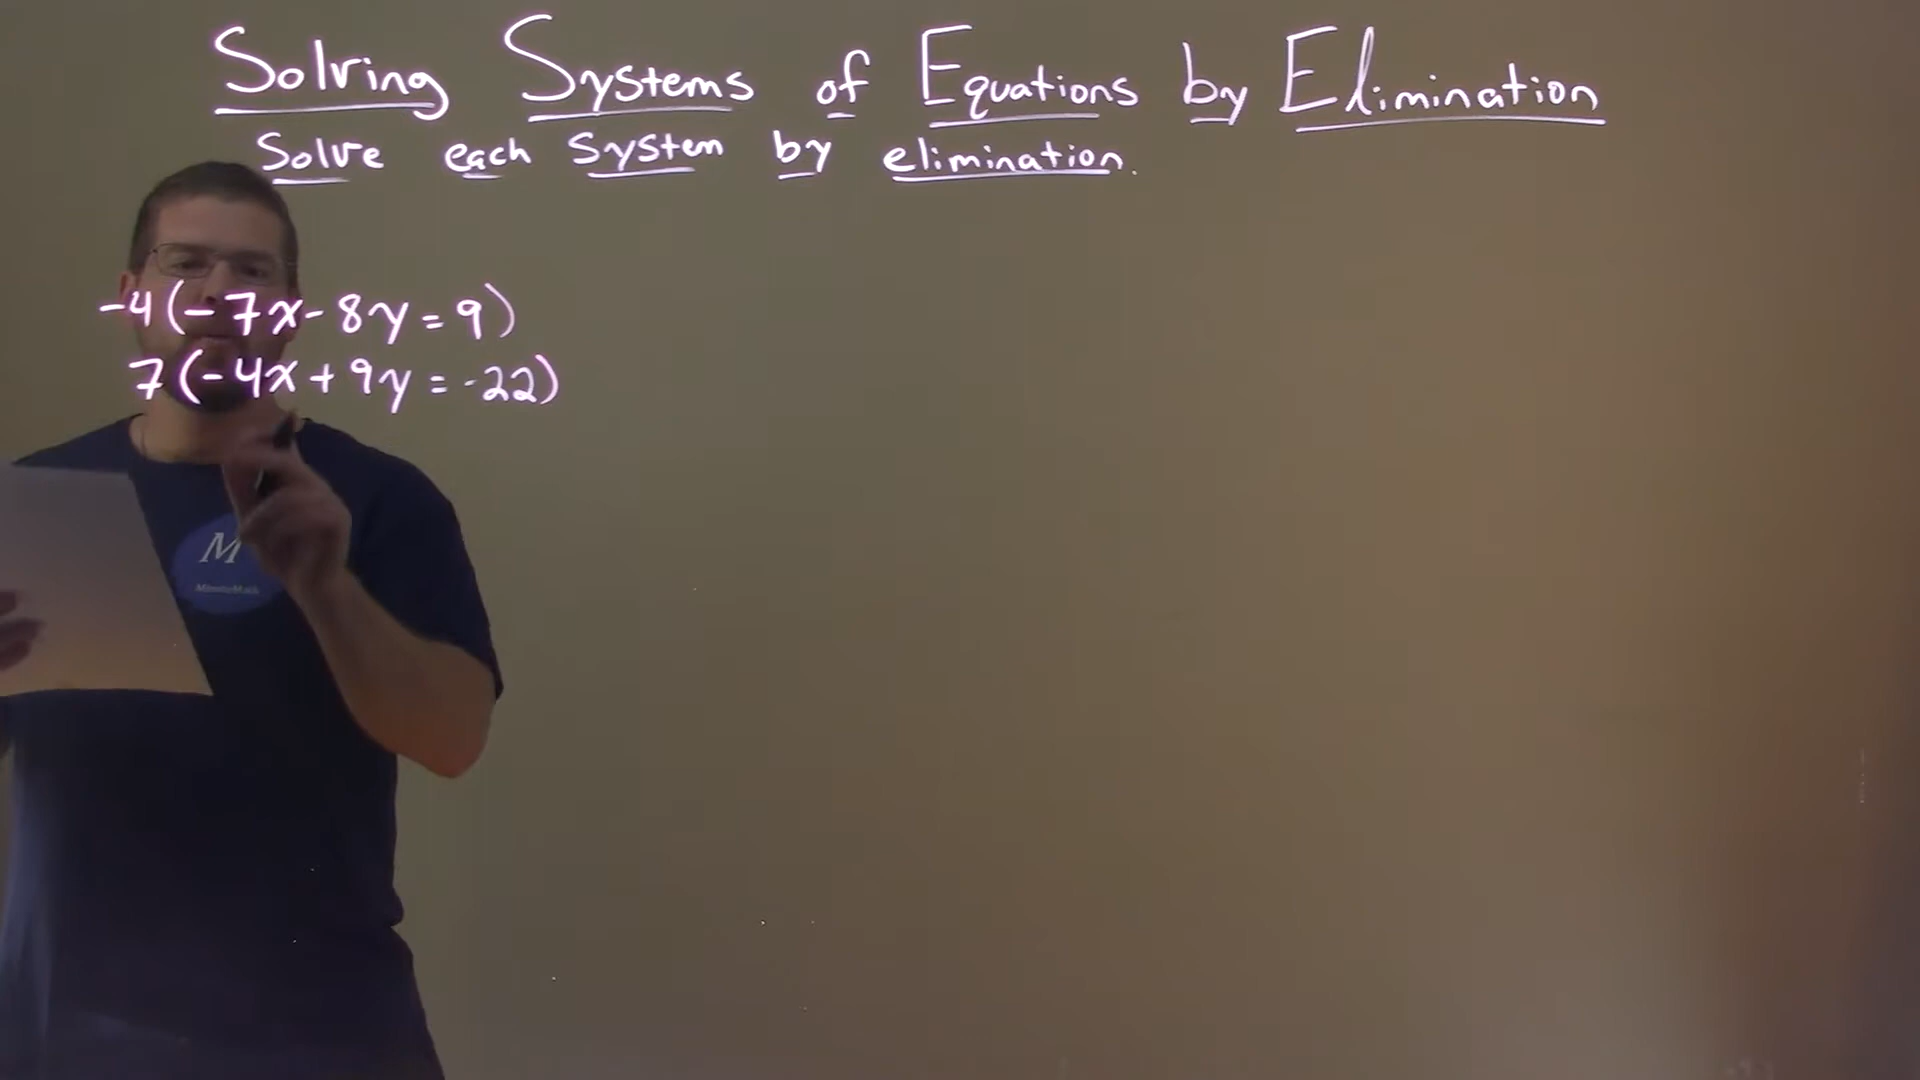 Solving Systems of Equations by Elimination
Solve each system by elimination.
-4(-7x-8y=9)
7(-4x+9y=-22)
M
MinuteMath